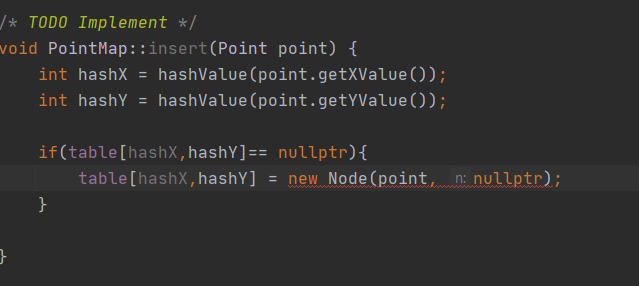 /* TODO Implement */
void PointMap::insert(Point point) {
    int hashX = hashValue(point.getXValue());
    int hashY = hashValue(point.getYValue());
    if(table[hashX,hashY]== nullptr){
        table[hashX,hashY] = new Node(point, n: nullptr);
    }
}